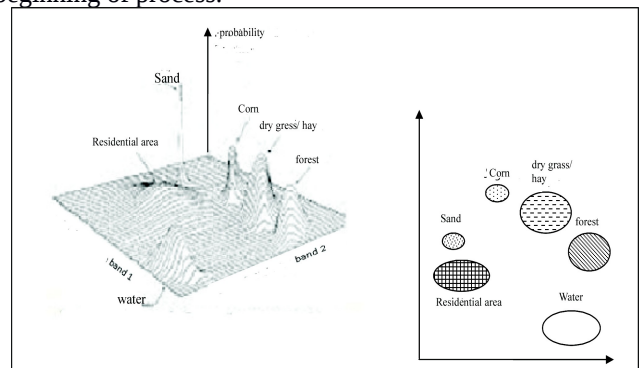 beginning of process.
probability
Sand
Corn
dry gress/ hay
Residential area
forest
band 1
band 2
water
Corn
dry grass/
hay
Sand
forest
Residential area
Water